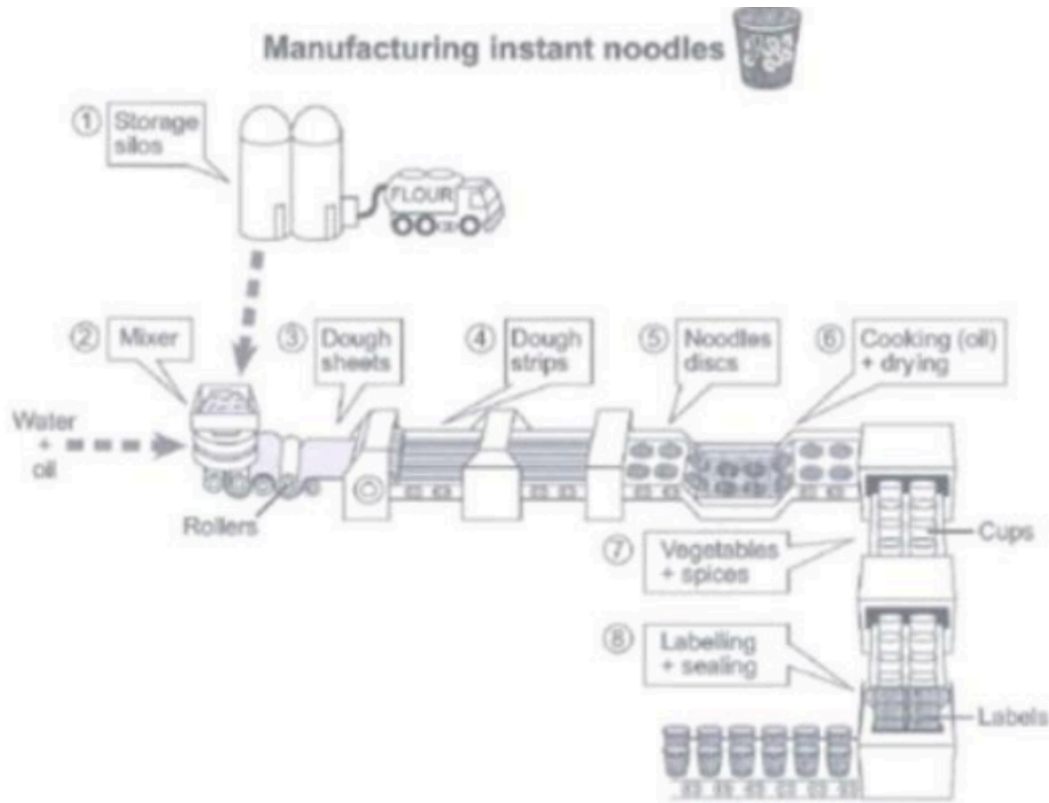 Manufacturing instant noodles
1 Storage
silos
FLOUR
2 Mixer
3 Dough
sheets
4 Dough
strips
5 Noodles
discs
6 Cooking (oil)
+ drying
Water
+
oil
Rollers
7 Vegetables
+ spices
Cups
8 Labelling
+ sealing
Labels